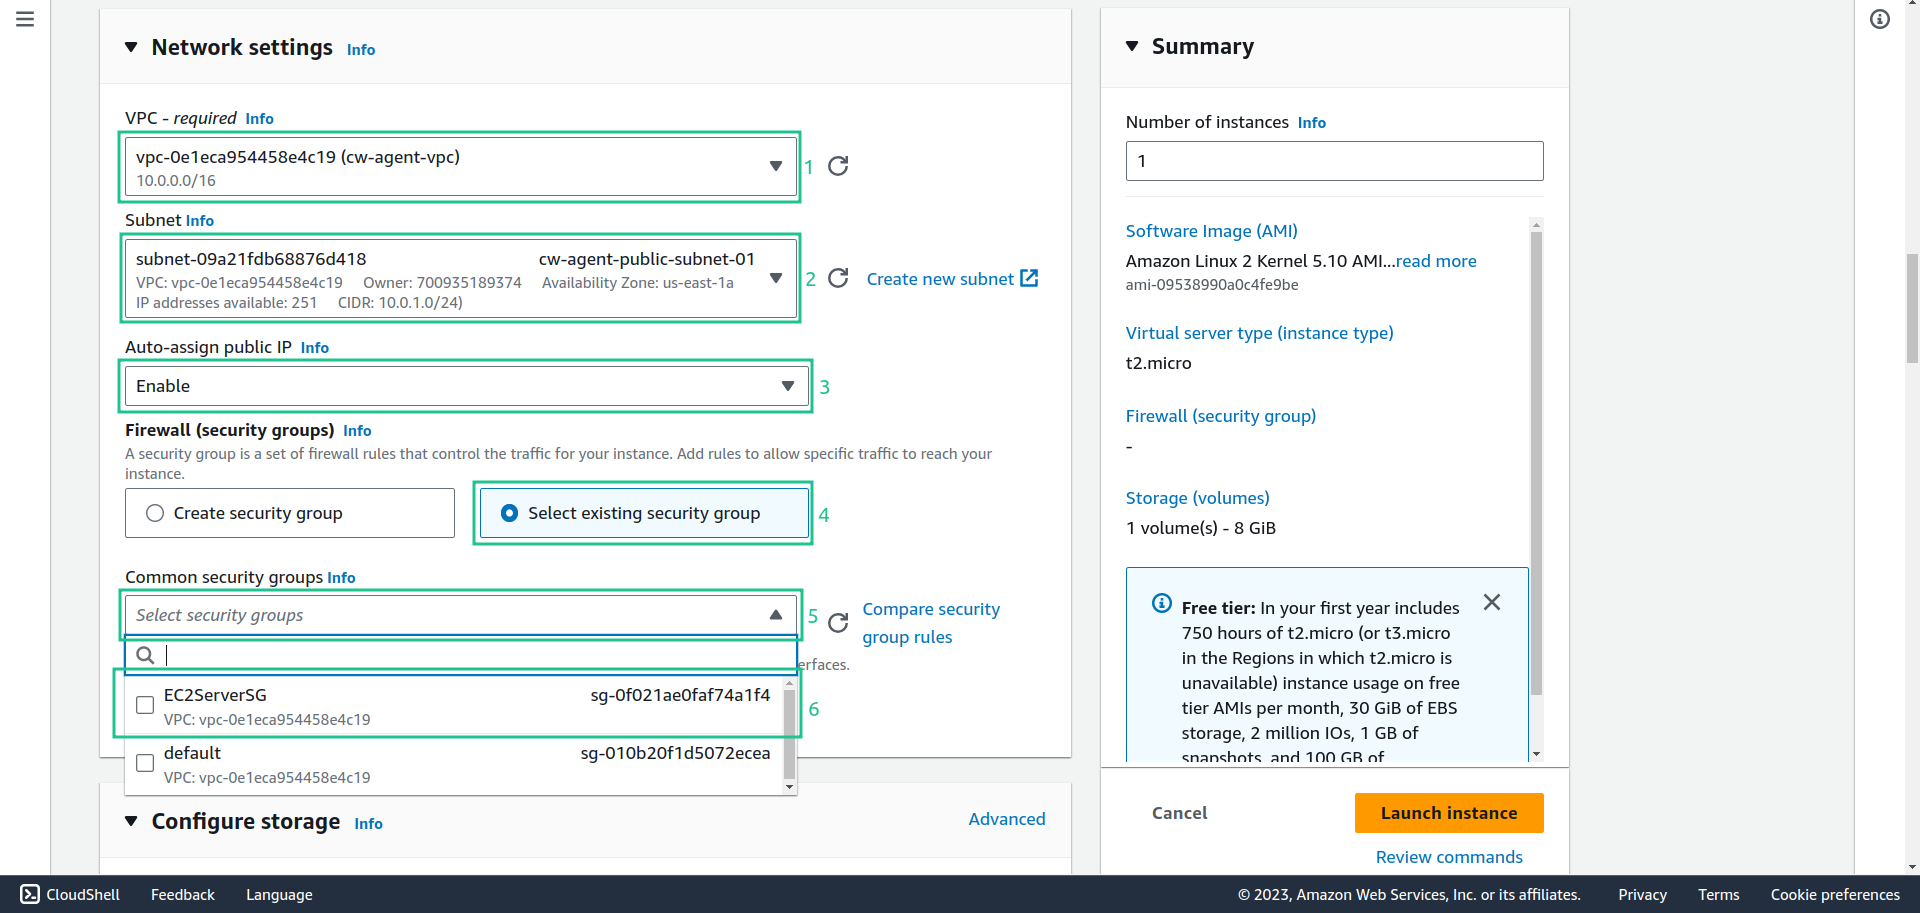 Network settings Info
VPC - required Info
vpc-0e1eca954458e4c19 (cw-agent-vpc)
10.0.0.0/16
1
Subnet Info
subnet-09a21fdb68876d418 cw-agent-public-subnet-01
VPC: vpc-0e1eca954458e4c19 Owner: 700935189374 Availability Zone: us-east-1a
IP addresses available: 251 CIDR: 10.0.1.0/24)
2
Create new subnet
Auto-assign public IP Info
Enable
3
Firewall (security groups) Info
A security group is a set of firewall rules that control the traffic for your instance. Add rules to allow specific traffic to reach your
instance.
Create security group
Select existing security group
4
Common security groups Info
Select security groups
5
Compare security
group rules
erfaces.
EC2ServerSG sg-0f021ae0faf74a1f4
VPC: vpc-0e1eca954458e4c19
6
default sg-010b20f1d5072ecea
VPC: vpc-0e1eca954458e4c19
Configure storage Info
Advanced
Summary
Number of instances Info
1
Software Image (AMI)
Amazon Linux 2 Kernel 5.10 AMI...read more
ami-09538990a0c4fe9be
Virtual server type (instance type)
t2.micro
Firewall (security group)
-
Storage (volumes)
1 volume(s) - 8 GiB
Free tier: In your first year includes
750 hours of t2.micro (or t3.micro
in the Regions in which t2.micro is
unavailable) instance usage on free
tier AMIs per month, 30 GiB of EBS
storage, 2 million IOs, 1 GB of
snapshots, and 100 GB of
Cancel
Launch instance
Review commands
CloudShell Feedback Language
© 2023, Amazon Web Services, Inc. or its affiliates. Privacy Terms Cookie preferences